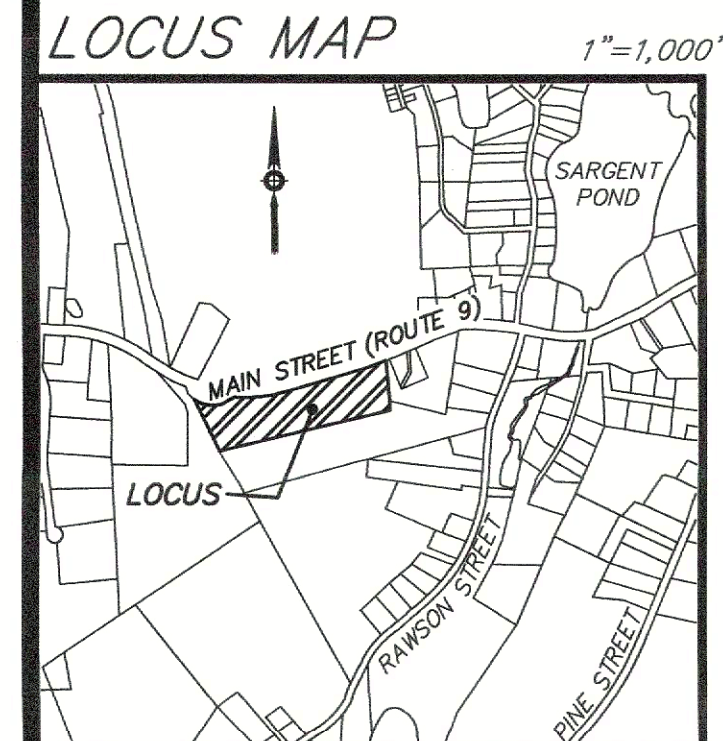 LOCUS MAP
1"=1,000'
SARGENT
POND
MAIN STREET (ROUTE 9)
LOCUS
RAWSON STREET
PINE STREET